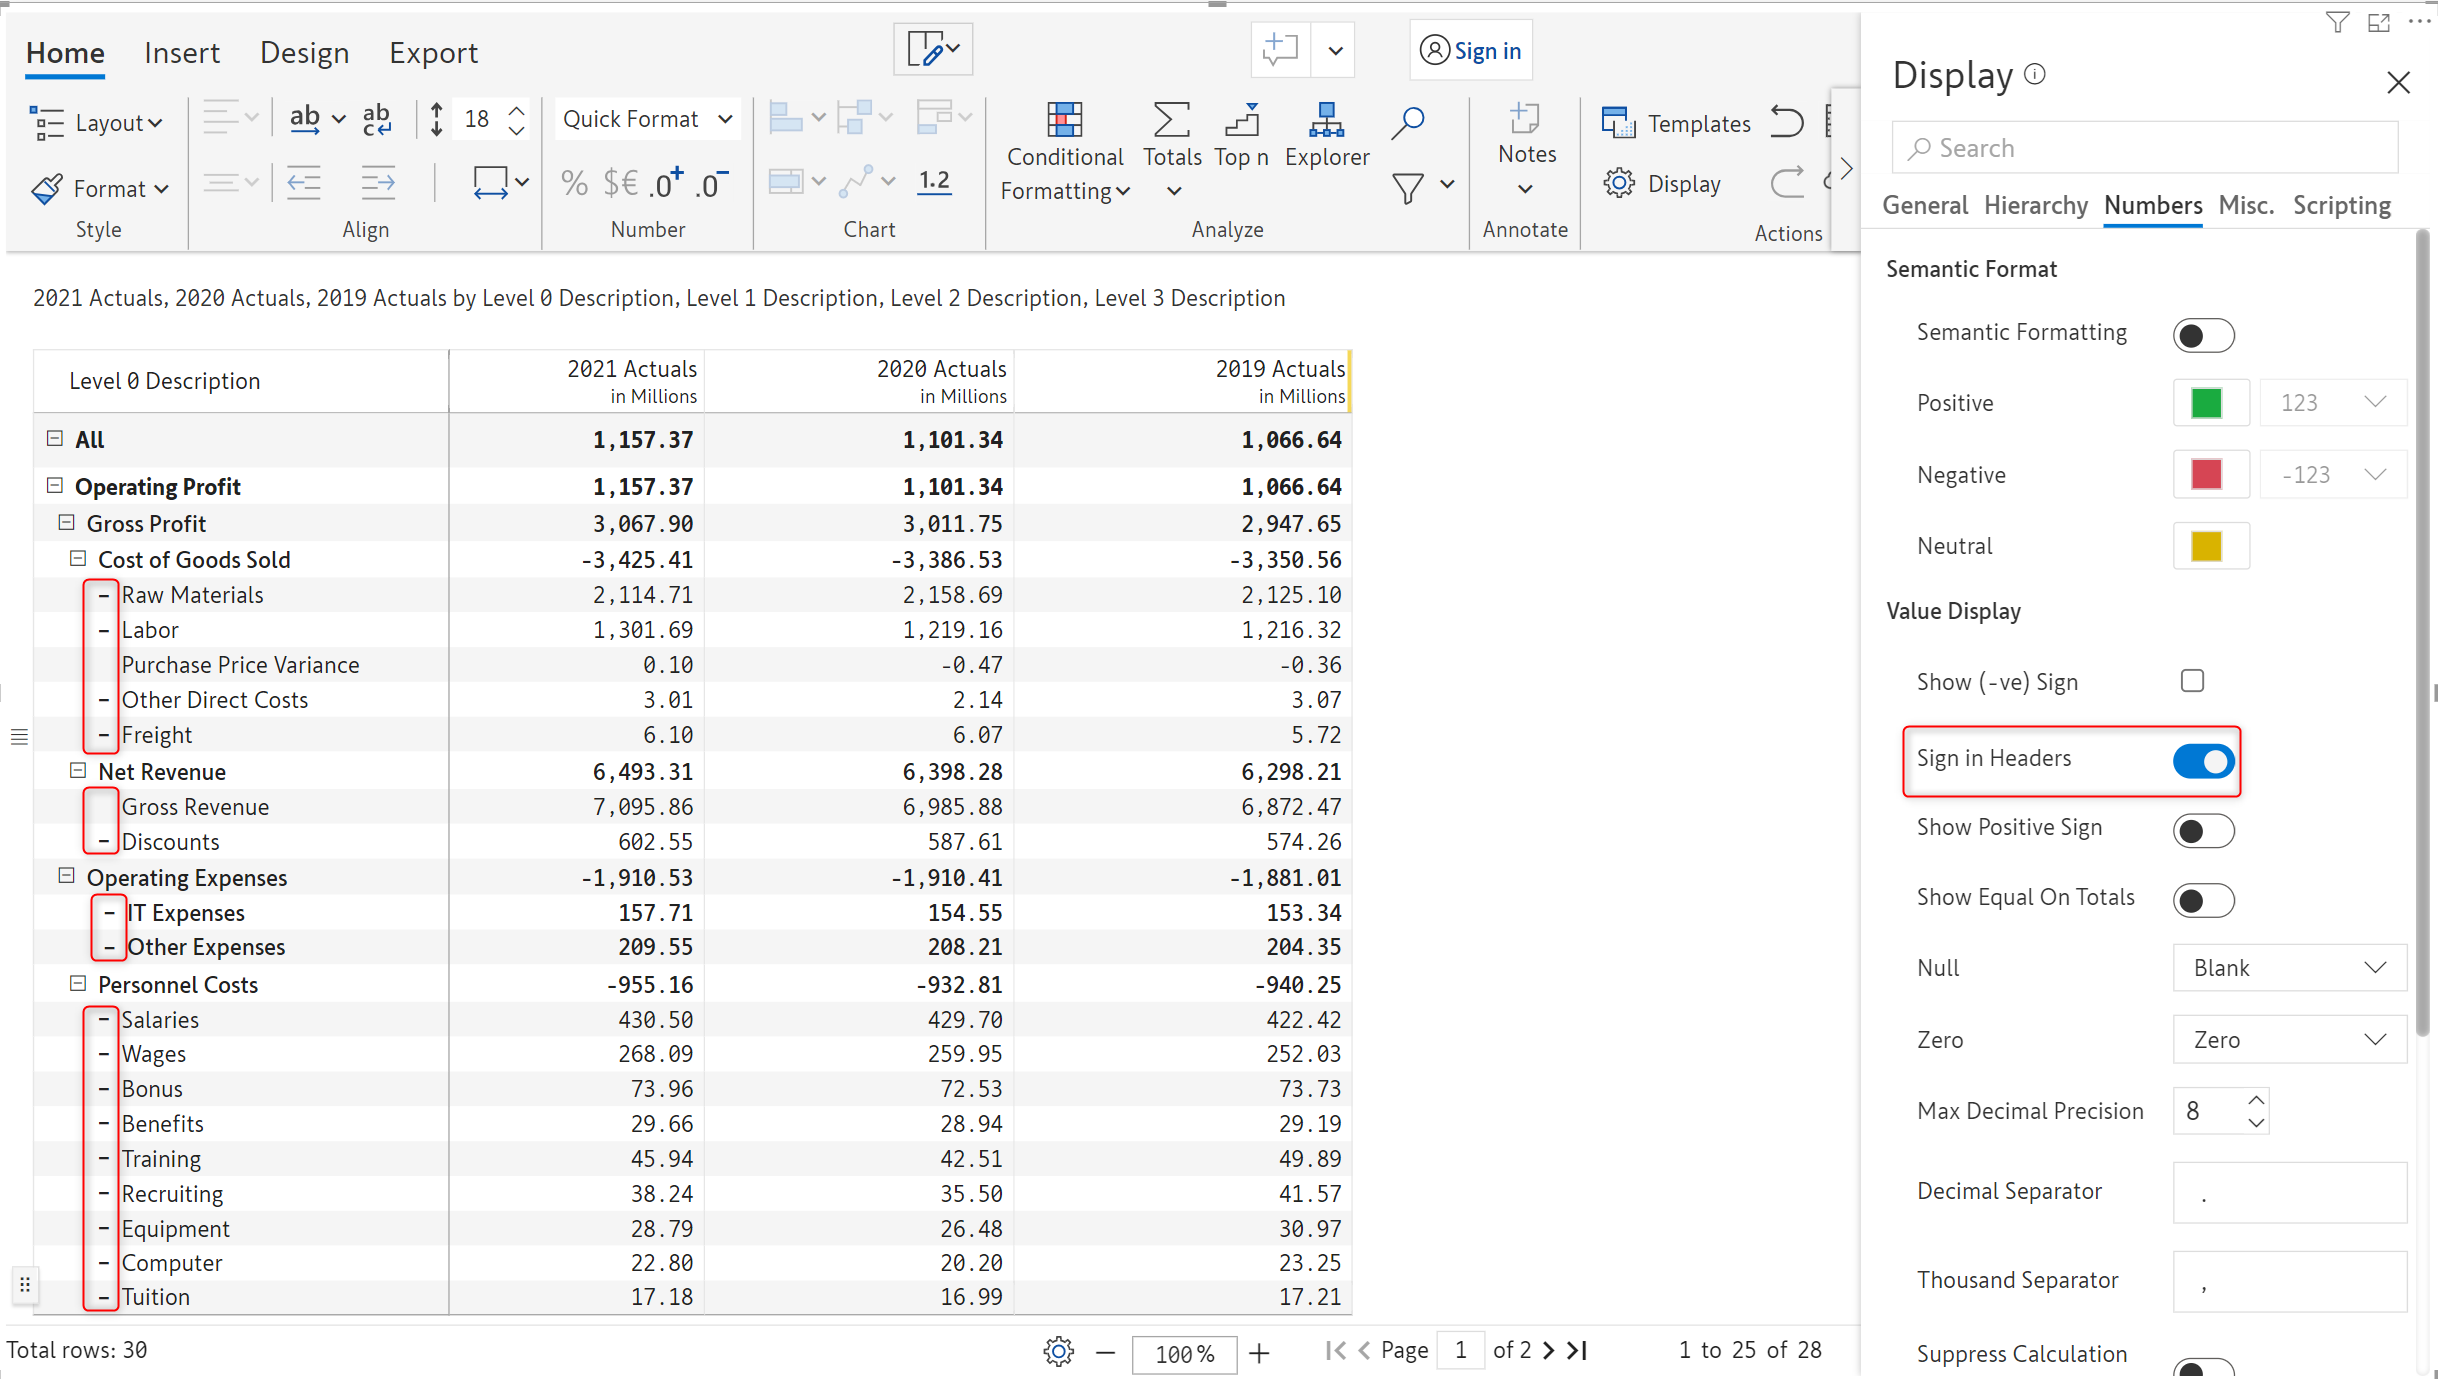 Home Insert Design Export
Sign in
Layout ab ab c 18 Quick Format
Conditional Formatting Totals Top n Explorer Notes Templates
Format % $€ .0+ .0- 1.2 Display
Style Align Number Chart Analyze Annotate Actions
2021 Actuals, 2020 Actuals, 2019 Actuals by Level 0 Description, Level 1 Description, Level 2 Description, Level 3 Description
Level 0 Description 2021 Actuals in Millions 2020 Actuals in Millions 2019 Actuals in Millions
All 1,157.37 1,101.34 1,066.64
Operating Profit 1,157.37 1,101.34 1,066.64
Gross Profit 3,067.90 3,011.75 2,947.65
Cost of Goods Sold -3,425.41 -3,386.53 -3,350.56
- Raw Materials 2,114.71 2,158.69 2,125.10
- Labor 1,301.69 1,219.16 1,216.32
Purchase Price Variance 0.10 -0.47 -0.36
- Other Direct Costs 3.01 2.14 3.07
- Freight 6.10 6.07 5.72
Net Revenue 6,493.31 6,398.28 6,298.21
Gross Revenue 7,095.86 6,985.88 6,872.47
- Discounts 602.55 587.61 574.26
Operating Expenses -1,910.53 -1,910.41 -1,881.01
- IT Expenses 157.71 154.55 153.34
- Other Expenses 209.55 208.21 204.35
Personnel Costs -955.16 -932.81 -940.25
- Salaries 430.50 429.70 422.42
- Wages 268.09 259.95 252.03
- Bonus 73.96 72.53 73.73
- Benefits 29.66 28.94 29.19
- Training 45.94 42.51 49.89
- Recruiting 38.24 35.50 41.57
- Equipment 28.79 26.48 30.97
- Computer 22.80 20.20 23.25
- Tuition 17.18 16.99 17.21
Total rows: 30 100% Page 1 of 2 1 to 25 of 28
Display
Search
General Hierarchy Numbers Misc. Scripting
Semantic Format
Semantic Formatting
Positive 123
Negative -123
Neutral
Value Display
Show (-ve) Sign
Sign in Headers
Show Positive Sign
Show Equal On Totals
Null Blank
Zero Zero
Max Decimal Precision 8
Decimal Separator .
Thousand Separator ,
Suppress Calculation